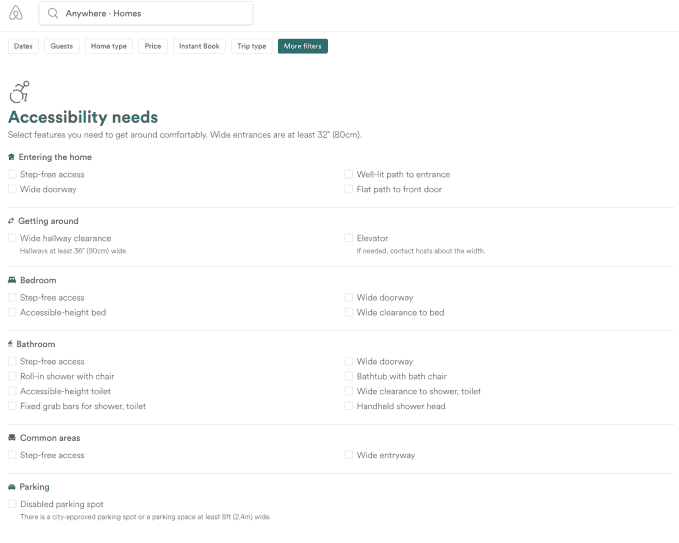 Anywhere · Homes
Dates Guests Home type Price Instant Book Trip type More filters
Accessibility needs
Select features you need to get around comfortably. Wide entrances are at least 32" (80cm).
Entering the home
Step-free access
Well-lit path to entrance
Wide doorway
Flat path to front door
Getting around
Wide hallway clearance
Hallways at least 36" (90cm) wide
Elevator
If needed, contact hosts about the width.
Bedroom
Step-free access
Wide doorway
Accessible-height bed
Wide clearance to bed
Bathroom
Step-free access
Wide doorway
Roll-in shower with chair
Bathtub with bath chair
Accessible-height toilet
Wide clearance to shower, toilet
Fixed grab bars for shower, toilet
Handheld shower head
Common areas
Step-free access
Wide entryway
Parking
Disabled parking spot
There is a city-approved parking spot or a parking space at least 8ft (2.4m) wide.